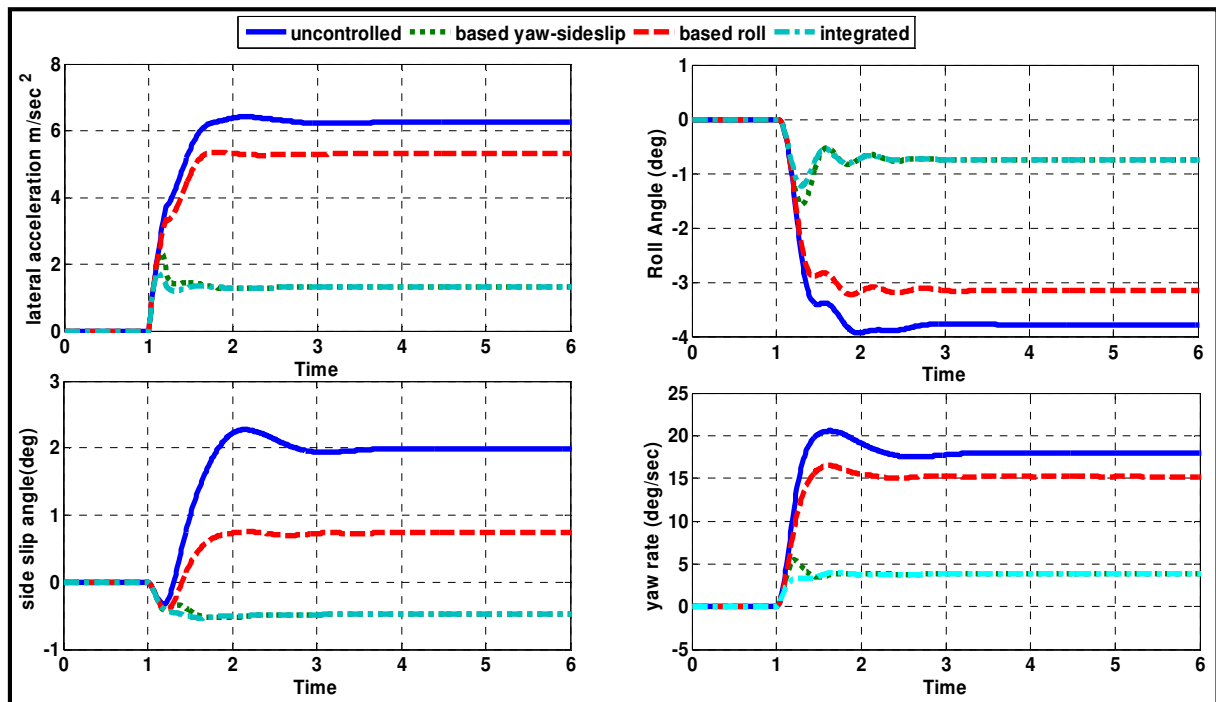 uncontrolled based yaw-sideslip based roll integrated
lateral acceleration m/sec 2
8
6
4
2
0
0 1 2 3 4 5 6
Time
Roll Angle (deg)
1
0
-1
-2
-3
-4
0 1 2 3 4 5 6
Time
side slip angle(deg)
3
2
1
0
-1
0 1 2 3 4 5 6
Time
yaw rate (deg/sec)
25
20
15
10
5
0
-5
0 1 2 3 4 5 6
Time